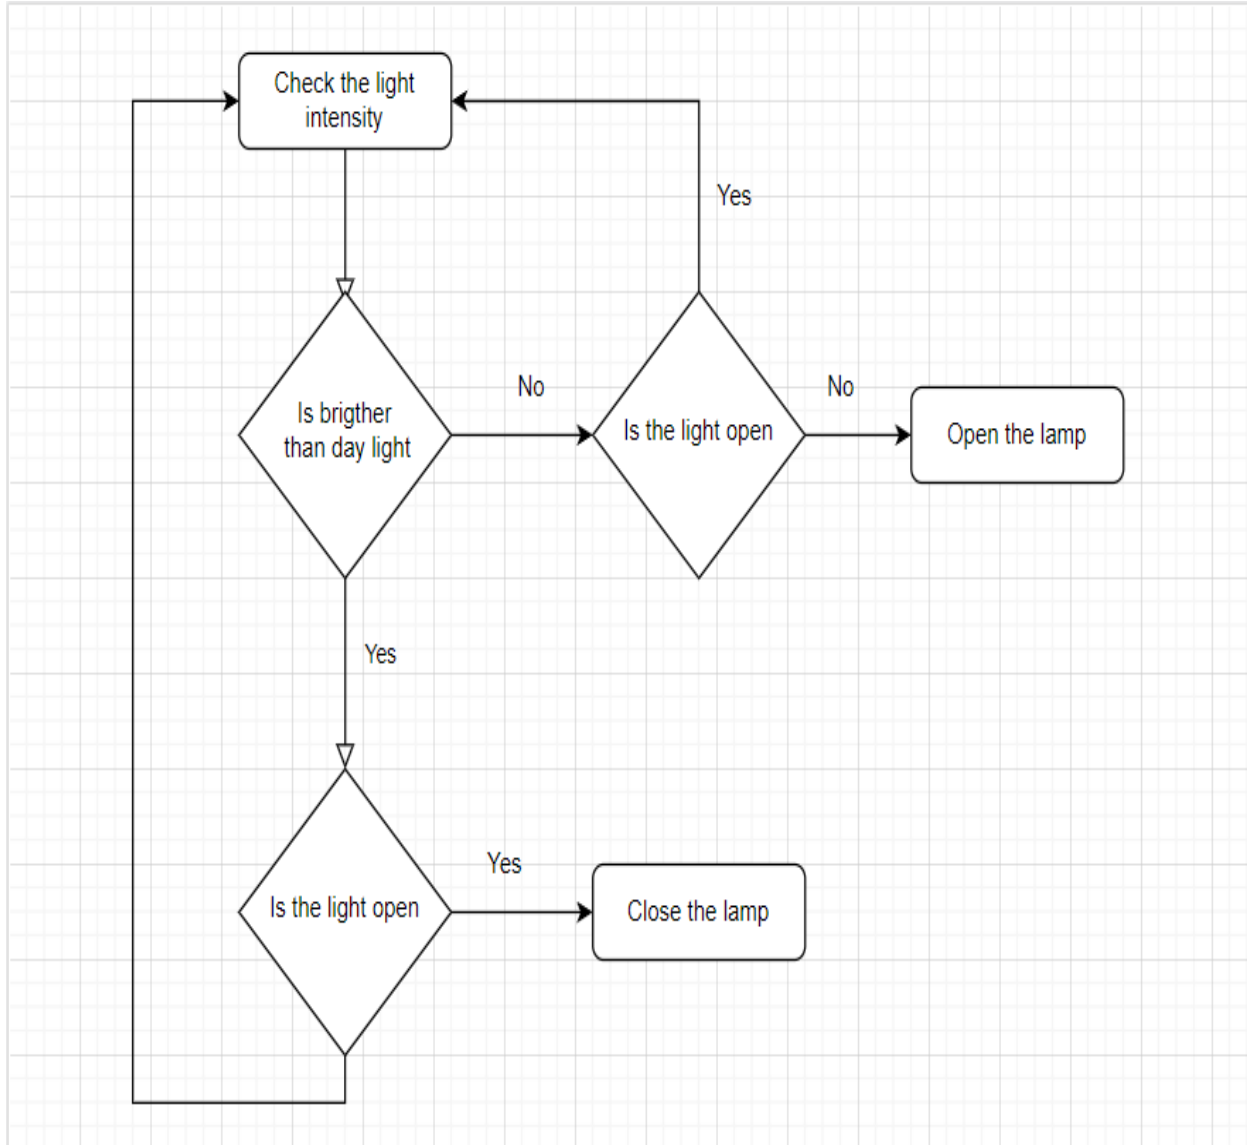 Check the light
intensity
Yes
Is brigther
than day light
No
Is the light open
No
Open the lamp
Yes
Is the light open
Yes
Close the lamp